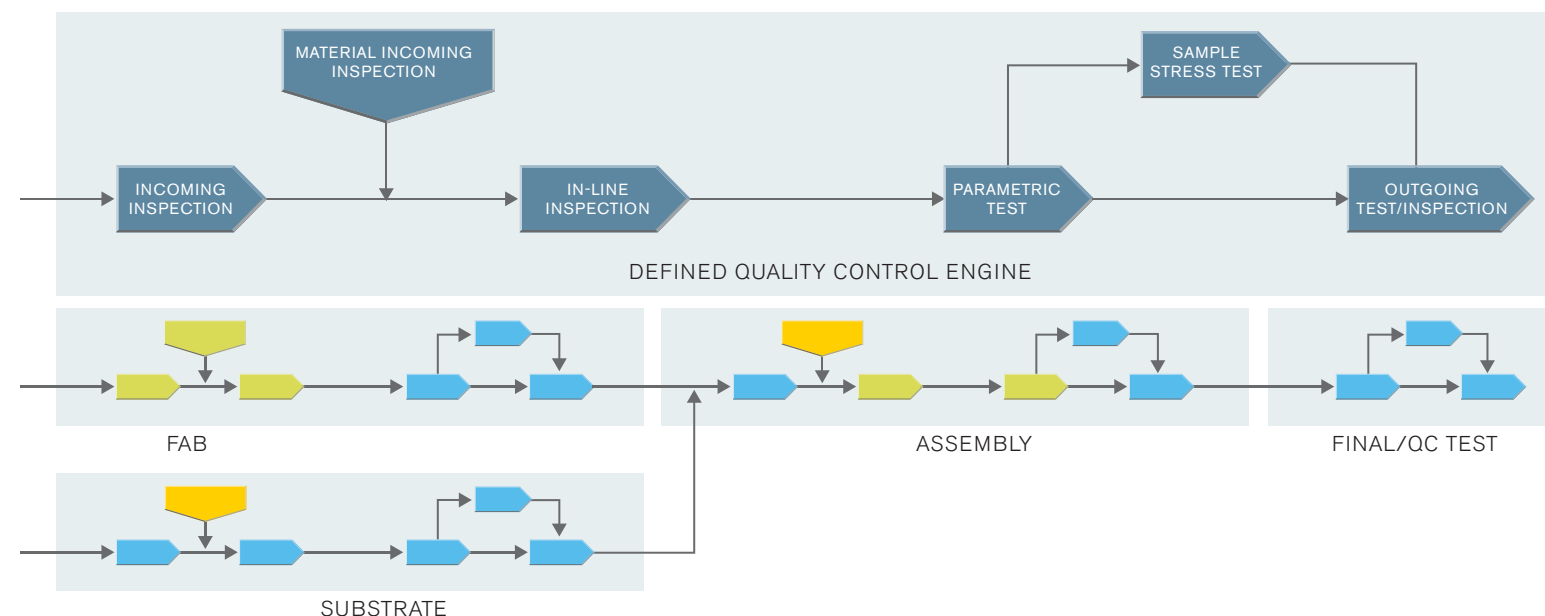 MATERIAL INCOMING
INSPECTION
SAMPLE
STRESS TEST
INCOMING
INSPECTION
IN-LINE
INSPECTION
PARAMETRIC
TEST
OUTGOING
TEST/INSPECTION
DEFINED QUALITY CONTROL ENGINE
FAB
ASSEMBLY
FINAL/QC TEST
SUBSTRATE